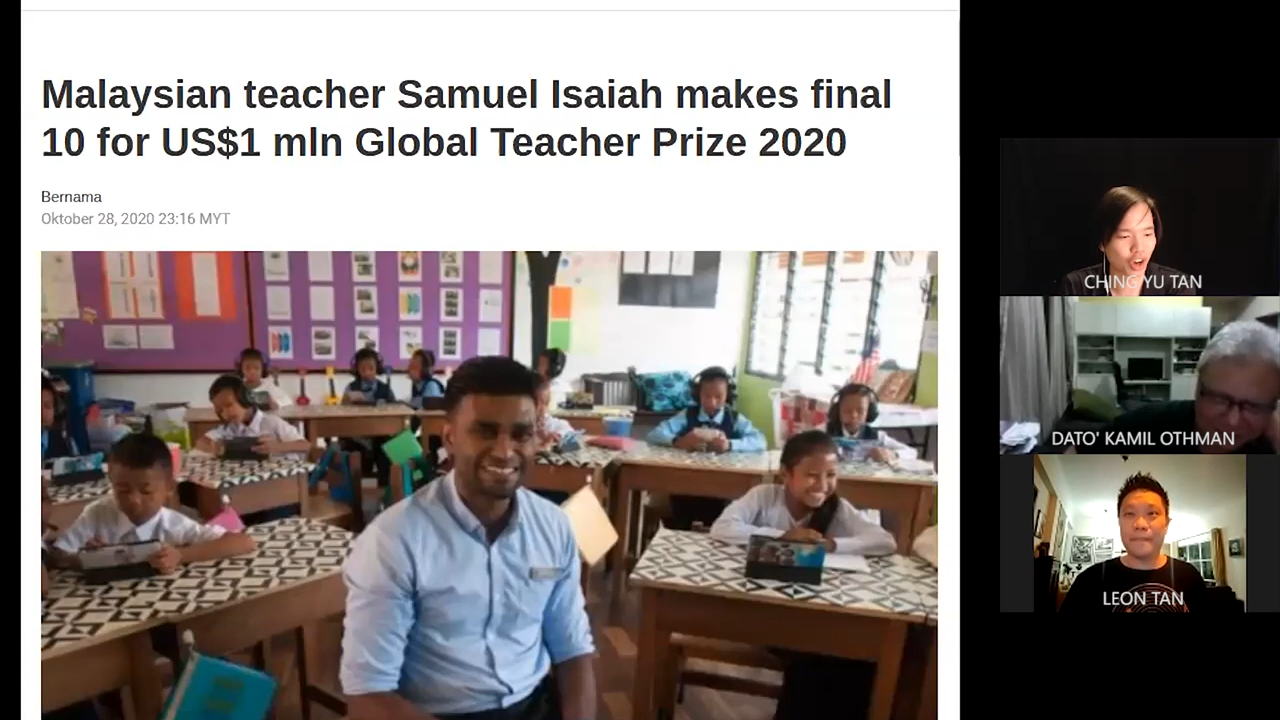 Malaysian teacher Samuel Isaiah makes final
10 for US$1 mln Global Teacher Prize 2020
Bernama
Oktober 28, 2020 23:16 MYT
CHING YU TAN
DATO' KAMIL OTHMAN
LEON TAN